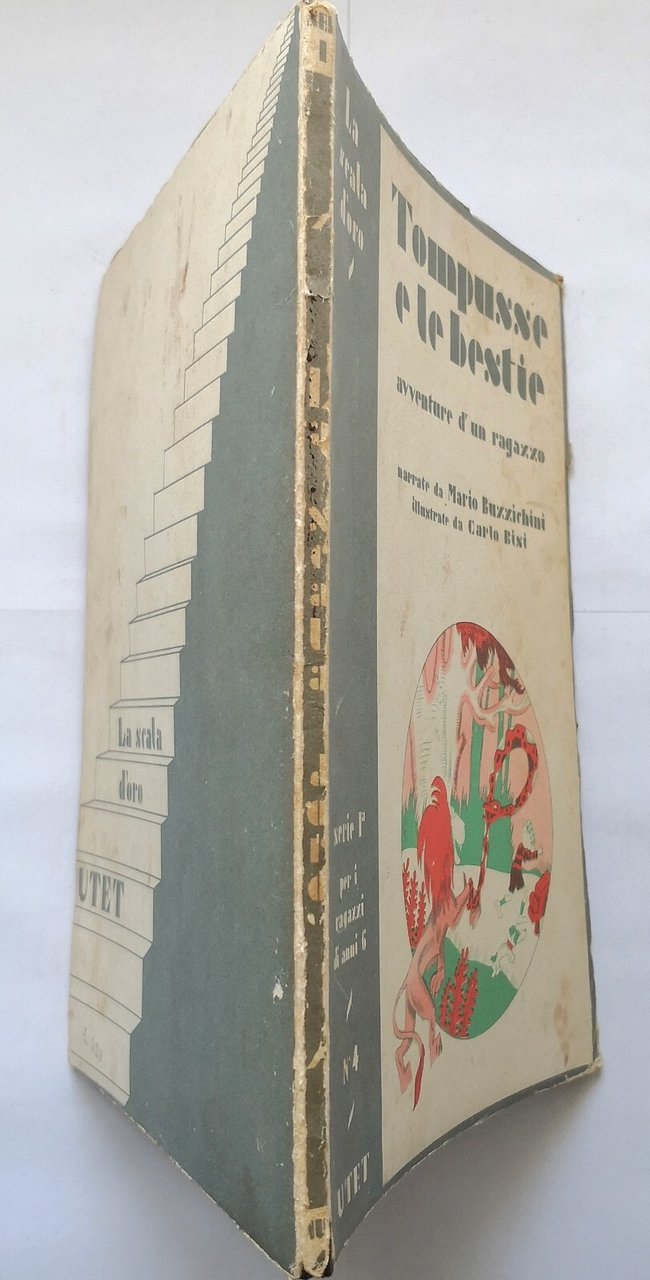 La scala
d'oro
UTET
La
scala
d'oro
/
Tompusse
e le bestie
avventure d'un ragazzo
narrate da Mario Buzzichini
illustrate da Carlo Bisi
serie Iª
per i
ragazzi
di anni 6
/
N° 4
/
UTET